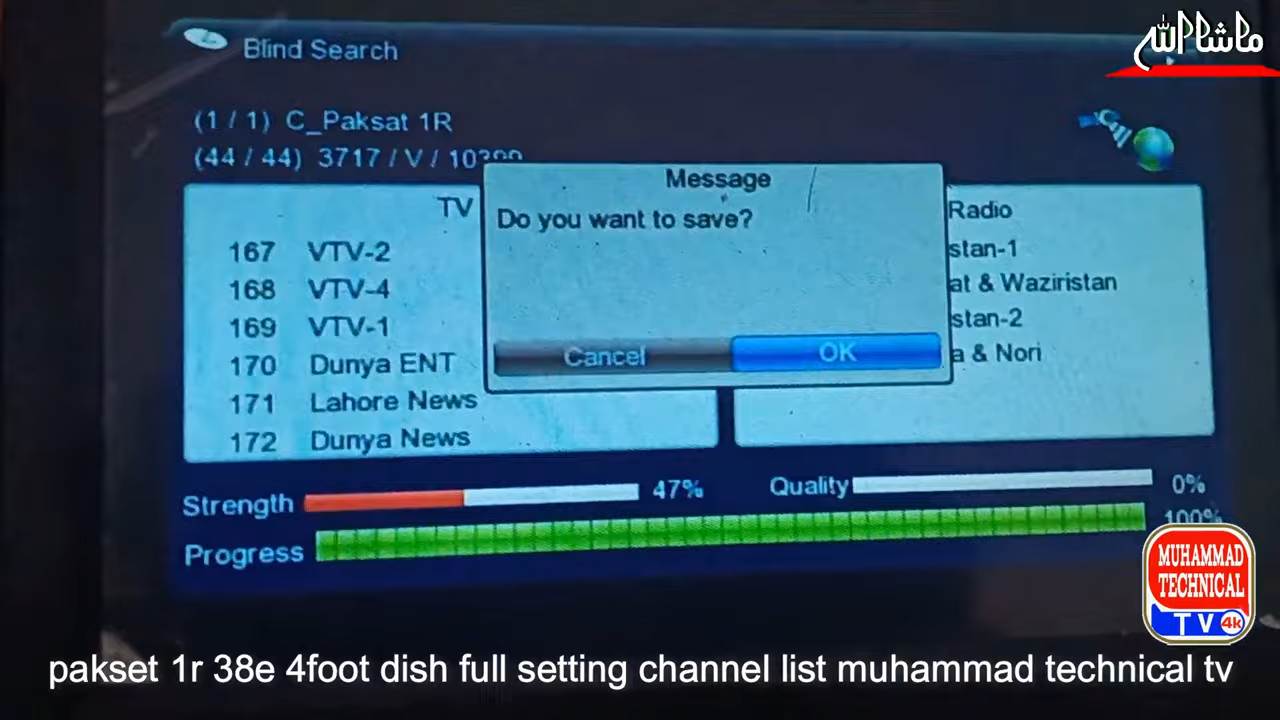 ماشاءالله
Blind Search
(1 / 1) C_Paksat 1R
(44 / 44) 3717 / V /
Message
Do you want to save?
Cancel
OK
TV
167 VTV-2
168 VTV-4
169 VTV-1
170 Dunya ENT
171 Lahore News
172 Dunya News
Radio
stan-1
at & Waziristan
stan-2
a & Nori
Strength 47%
Quality 0%
Progress 100%
MUHAMMAD
TECHNICAL
TV 4k
pakset 1r 38e 4foot dish full setting channel list muhammad technical tv